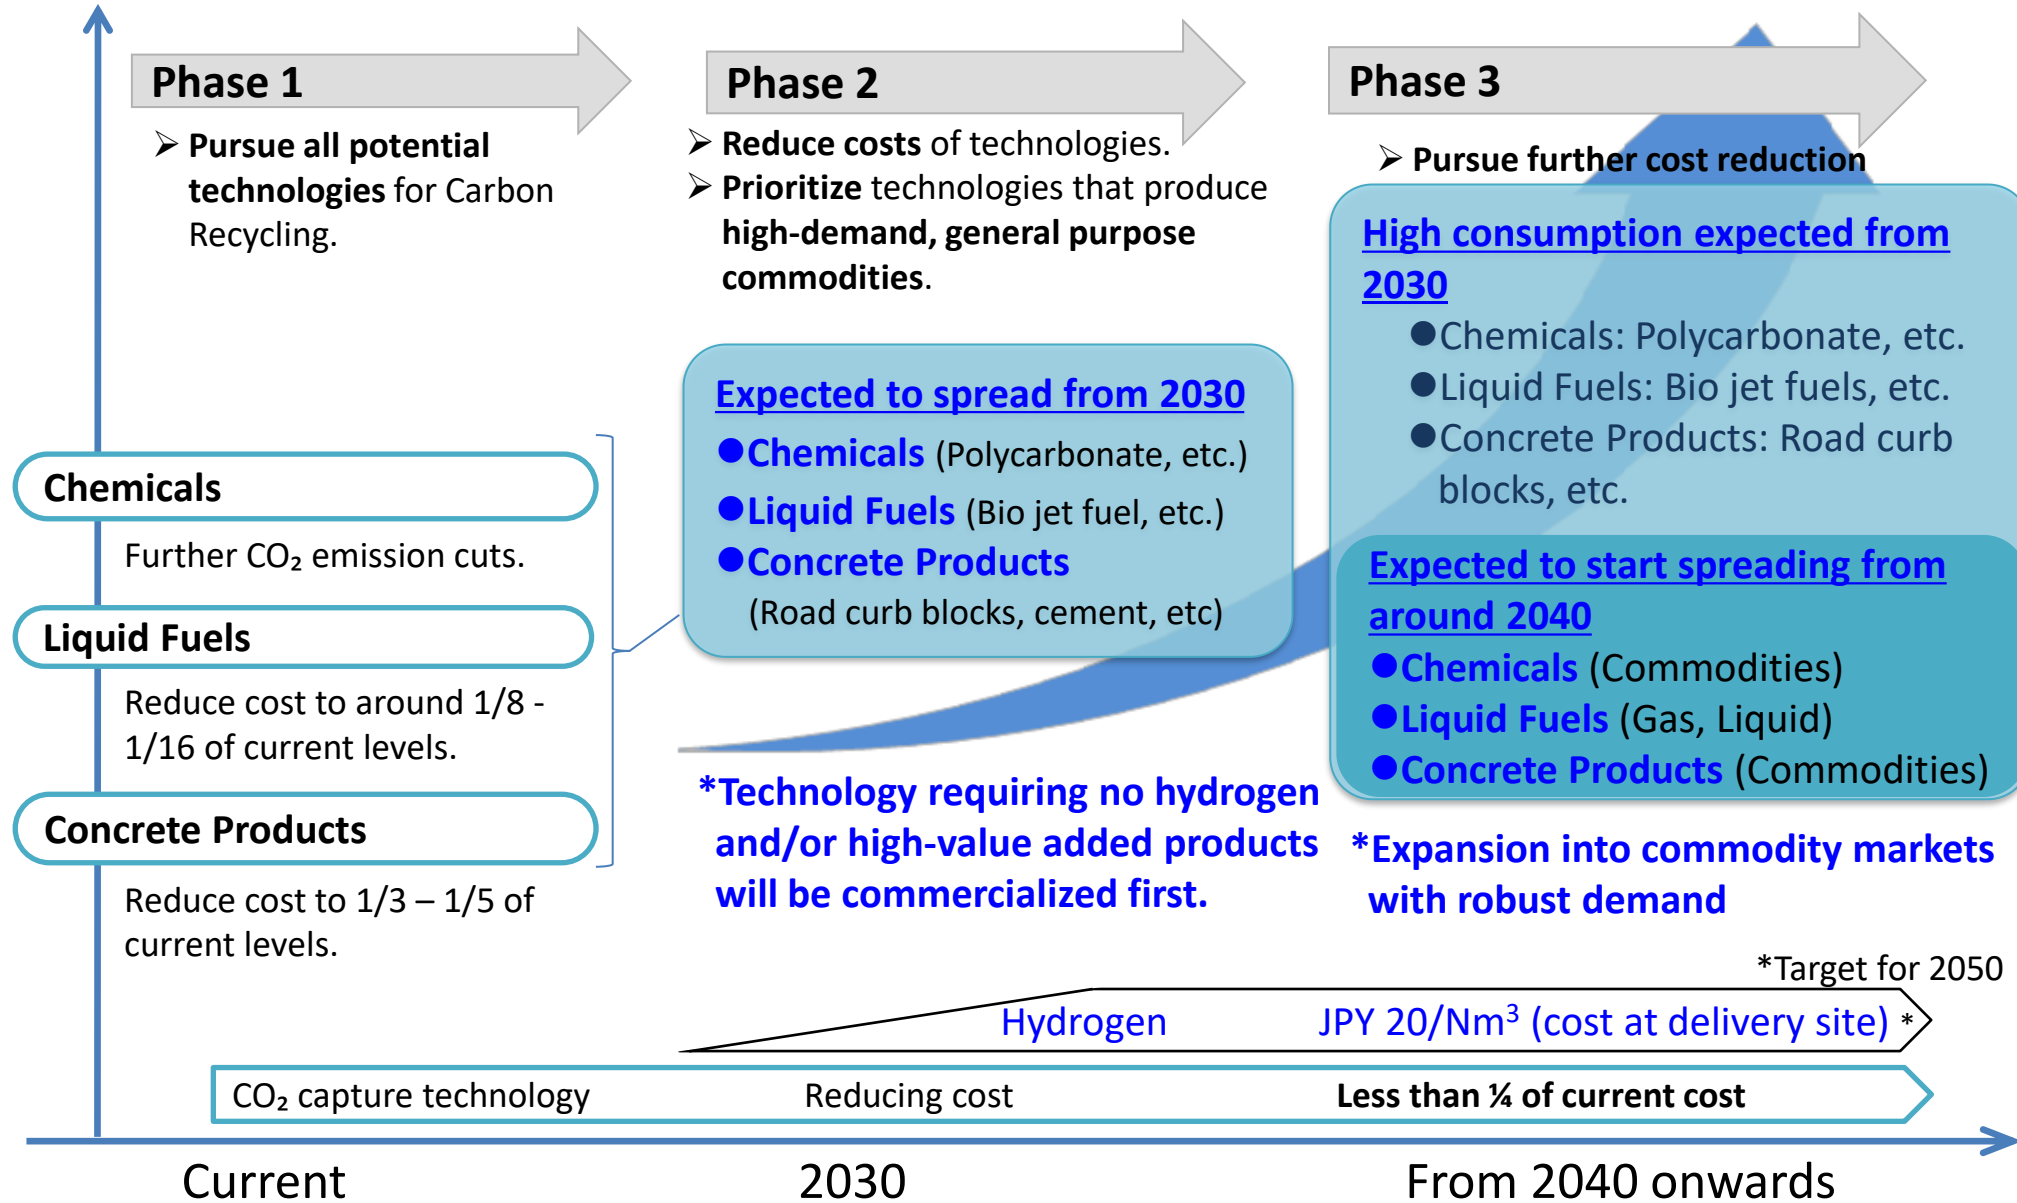 Phase 1
➢ Pursue all potential
technologies for Carbon
Recycling.
Chemicals
Further CO₂ emission cuts.
Liquid Fuels
Reduce cost to around 1/8 -
1/16 of current levels.
Concrete Products
Reduce cost to 1/3 – 1/5 of
current levels.
Phase 2
➢ Reduce costs of technologies.
➢ Prioritize technologies that produce
high-demand, general purpose
commodities.
Expected to spread from 2030
●Chemicals (Polycarbonate, etc.)
●Liquid Fuels (Bio jet fuel, etc.)
●Concrete Products
(Road curb blocks, cement, etc)
*Technology requiring no hydrogen
and/or high-value added products
will be commercialized first.
Phase 3
➢ Pursue further cost reduction
High consumption expected from
2030
●Chemicals: Polycarbonate, etc.
●Liquid Fuels: Bio jet fuels, etc.
●Concrete Products: Road curb
blocks, etc.
Expected to start spreading from
around 2040
●Chemicals (Commodities)
●Liquid Fuels (Gas, Liquid)
●Concrete Products (Commodities)
*Expansion into commodity markets
with robust demand
*Target for 2050
Hydrogen JPY 20/Nm³ (cost at delivery site) *
CO₂ capture technology Reducing cost Less than ¼ of current cost
Current 2030 From 2040 onwards